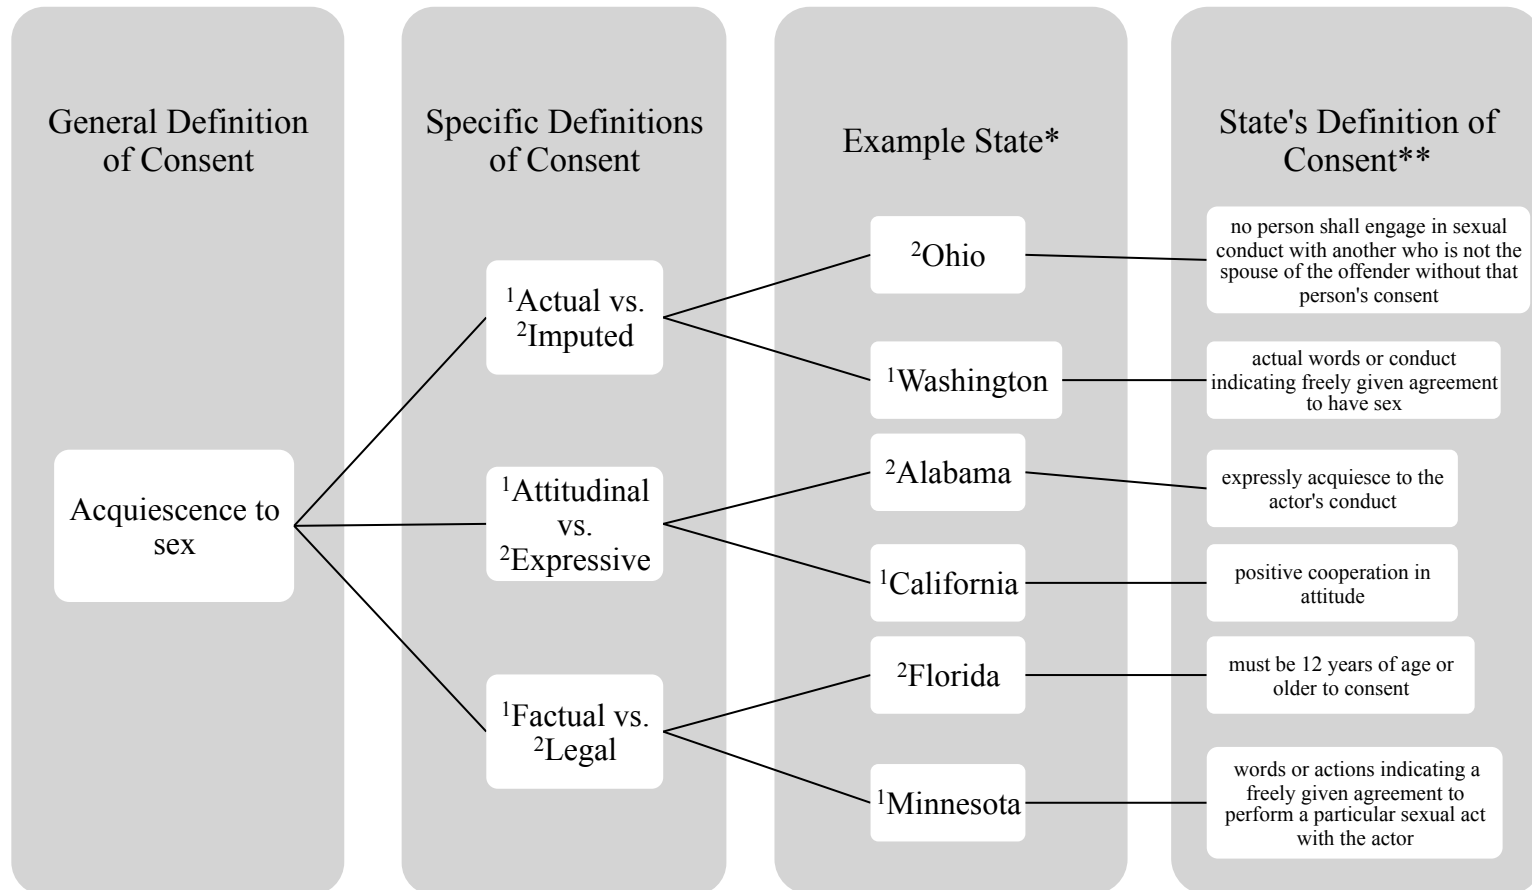 General Definition
of Consent
Specific Definitions
of Consent
Example State*
State's Definition of
Consent**
Acquiescence to
sex
¹Actual vs.
²Imputed
¹Attitudinal
vs.
²Expressive
¹Factual vs.
²Legal
²Ohio
¹Washington
²Alabama
¹California
²Florida
¹Minnesota
no person shall engage in sexual
conduct with another who is not the
spouse of the offender without that
person's consent
actual words or conduct
indicating freely given agreement
to have sex
expressly acquiesce to the
actor's conduct
positive cooperation in
attitude
must be 12 years of age or
older to consent
words or actions indicating a
freely given agreement to
perform a particular sexual act
with the actor